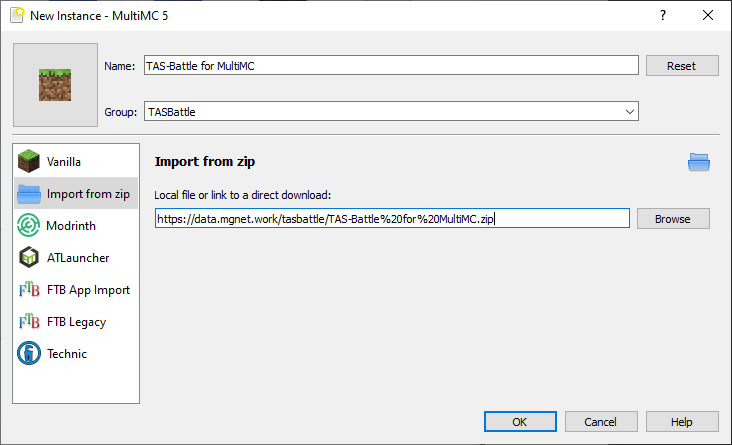 New Instance - MultiMC 5
?
Name:
TAS-Battle for MultiMC
Reset
Group:
TASBattle
Vanilla
Import from zip
Modrinth
ATLauncher
FTB App Import
FTB Legacy
Technic
Import from zip
Local file or link to a direct download:
https://data.mgnet.work/tasbattle/TAS-Battle%20for%20MultiMC.zip
Browse
OK
Cancel
Help